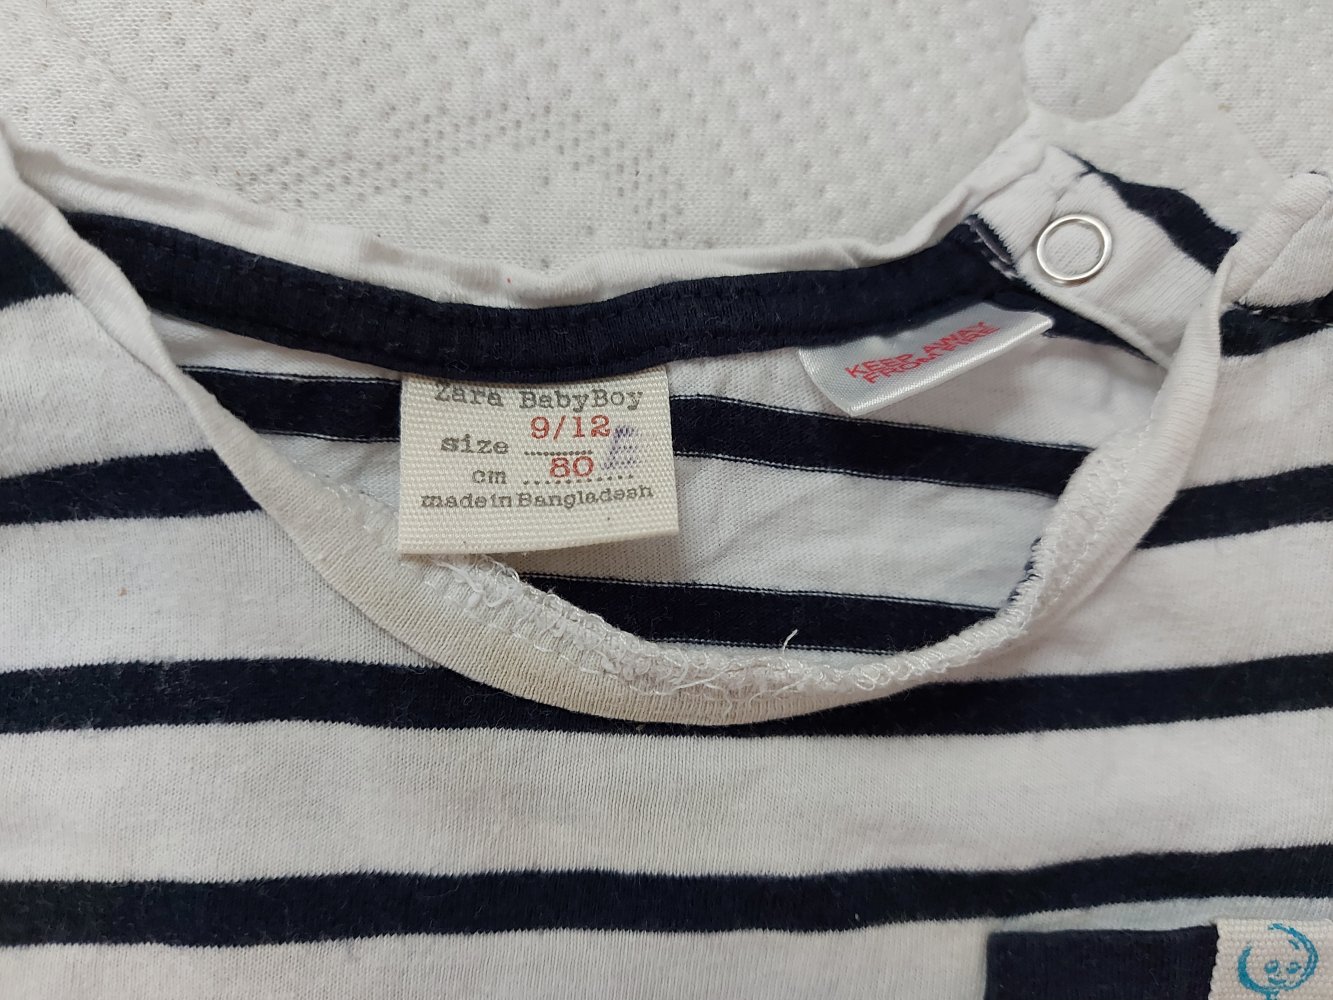 Zara BabyBoy
size 9/12
cm 80
made in Bangladesh
KEEP AWAY
FROM FIRE